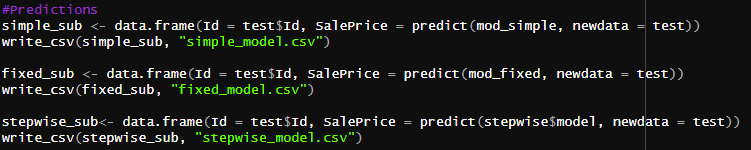 #Predictions
simple_sub <- data.frame(Id = test$Id, SalePrice = predict(mod_simple, newdata = test))
write_csv(simple_sub, "simple_model.csv")
fixed_sub <- data.frame(Id = test$Id, SalePrice = predict(mod_fixed, newdata = test))
write_csv(fixed_sub, "fixed_model.csv")
stepwise_sub<- data.frame(Id = test$Id, SalePrice = predict(stepwise$model, newdata = test))
write_csv(stepwise_sub, "stepwise_model.csv")